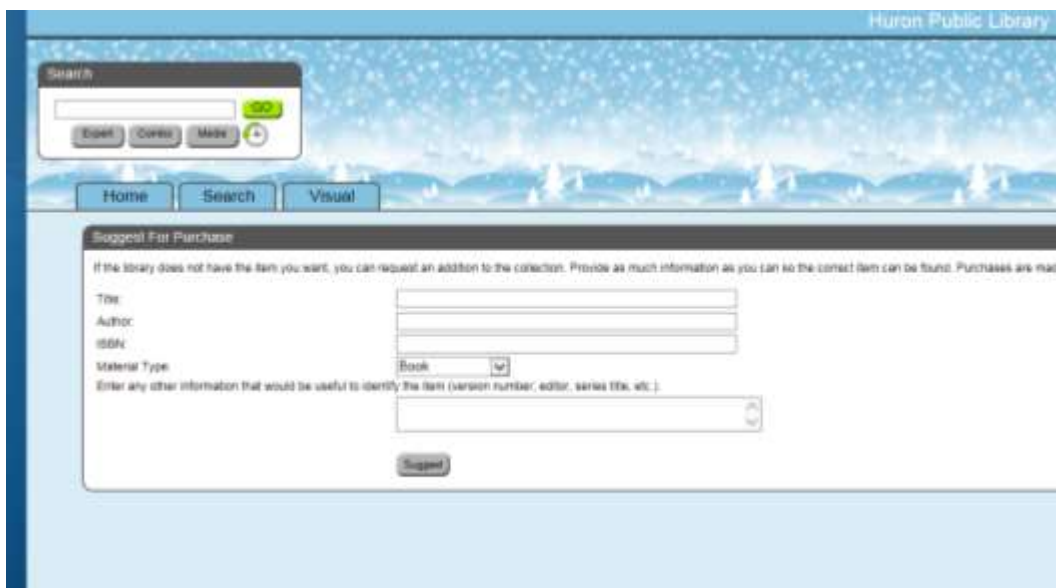 Huron Public Library
Search
GO
Expert Combo Media
Home Search Visual
Suggest For Purchase
If the library does not have the item you want, you can request an addition to the collection. Provide as much information as you can so the correct item can be found. Purchases are mad
Title:
Author:
ISBN:
Material Type:
Book
Enter any other information that would be useful to identify the item (version number, editor, series title, etc.):
Suggest